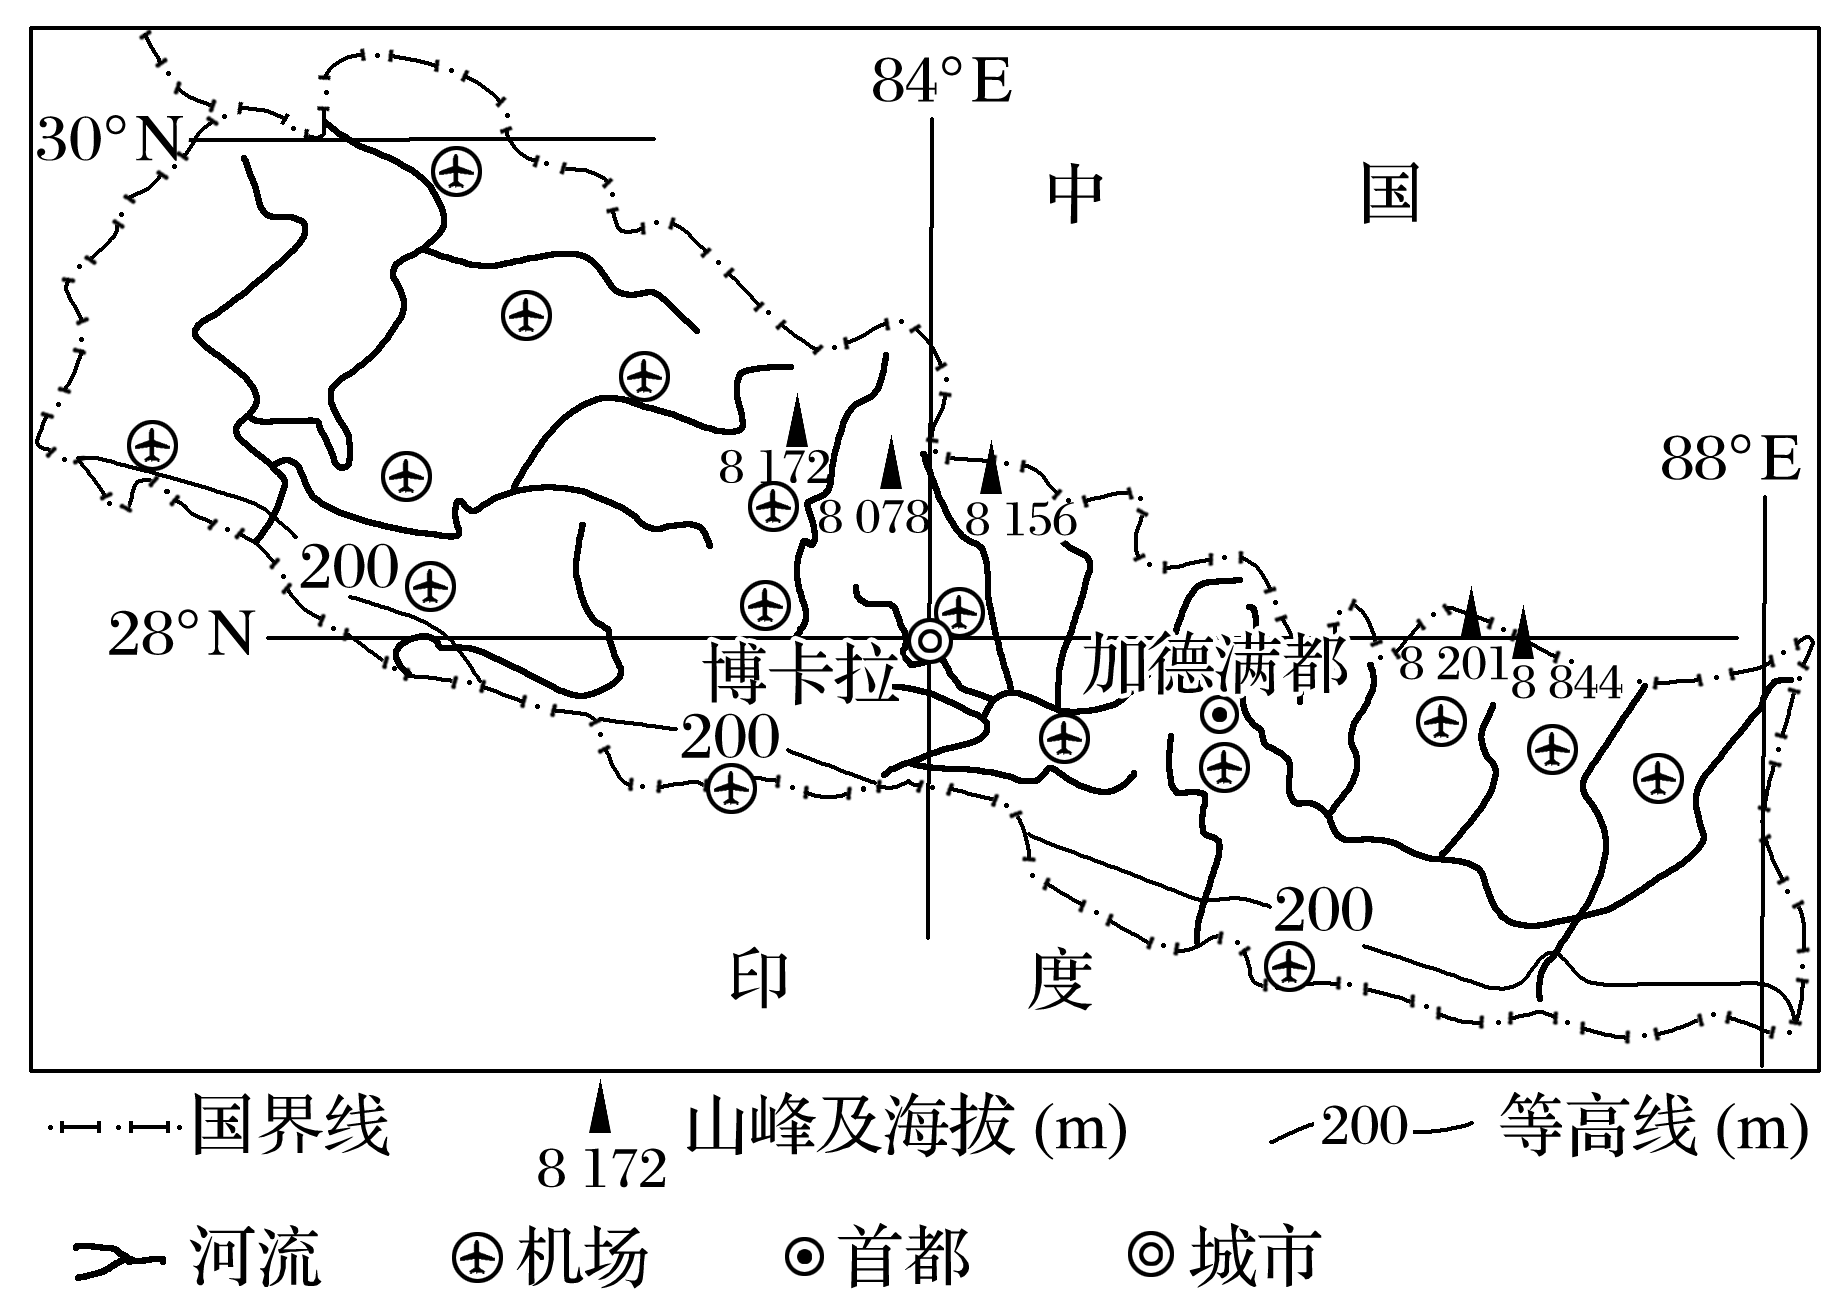 84°E
30°N
中 国
88°E
8 172
8 078
8 156
200
28°N
博卡拉
加德满都
8 201
8 844
200
200
印 度
国界线
8 172
山峰及海拔(m)
200
等高线(m)
河流
机场
首都
城市